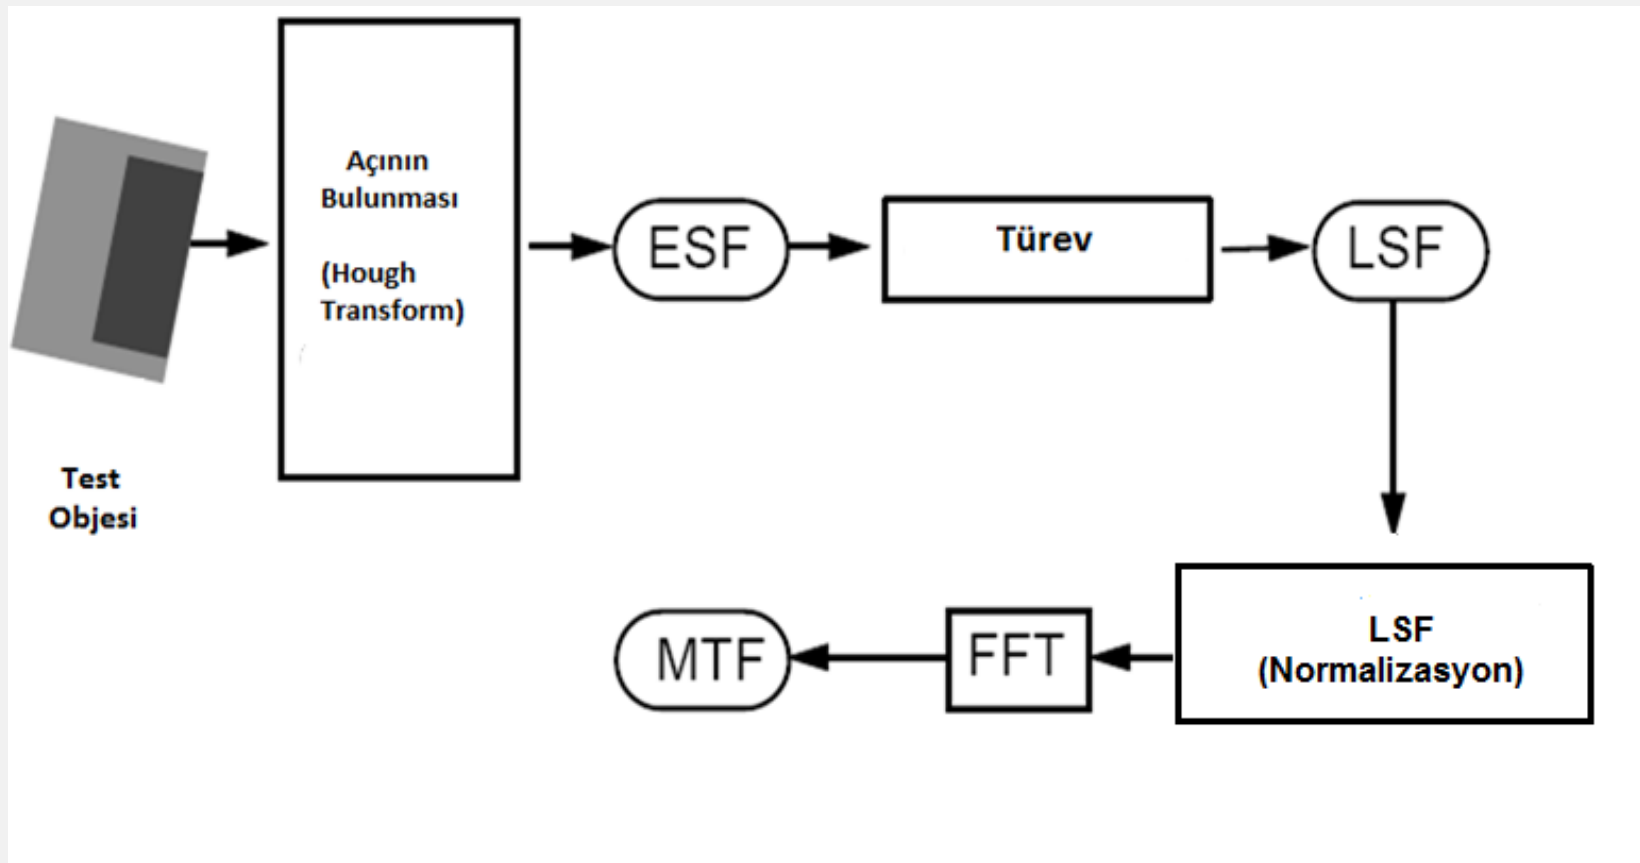 Test
Objesi
Açının
Bulunması
(Hough
Transform)
ESF
Türev
LSF
LSF
(Normalizasyon)
FFT
MTF